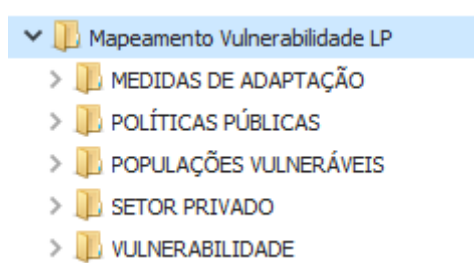 Mapeamento Vulnerabilidade LP
MEDIDAS DE ADAPTAÇÃO
POLÍTICAS PÚBLICAS
POPULAÇÕES VULNERÁVEIS
SETOR PRIVADO
VULNERABILIDADE